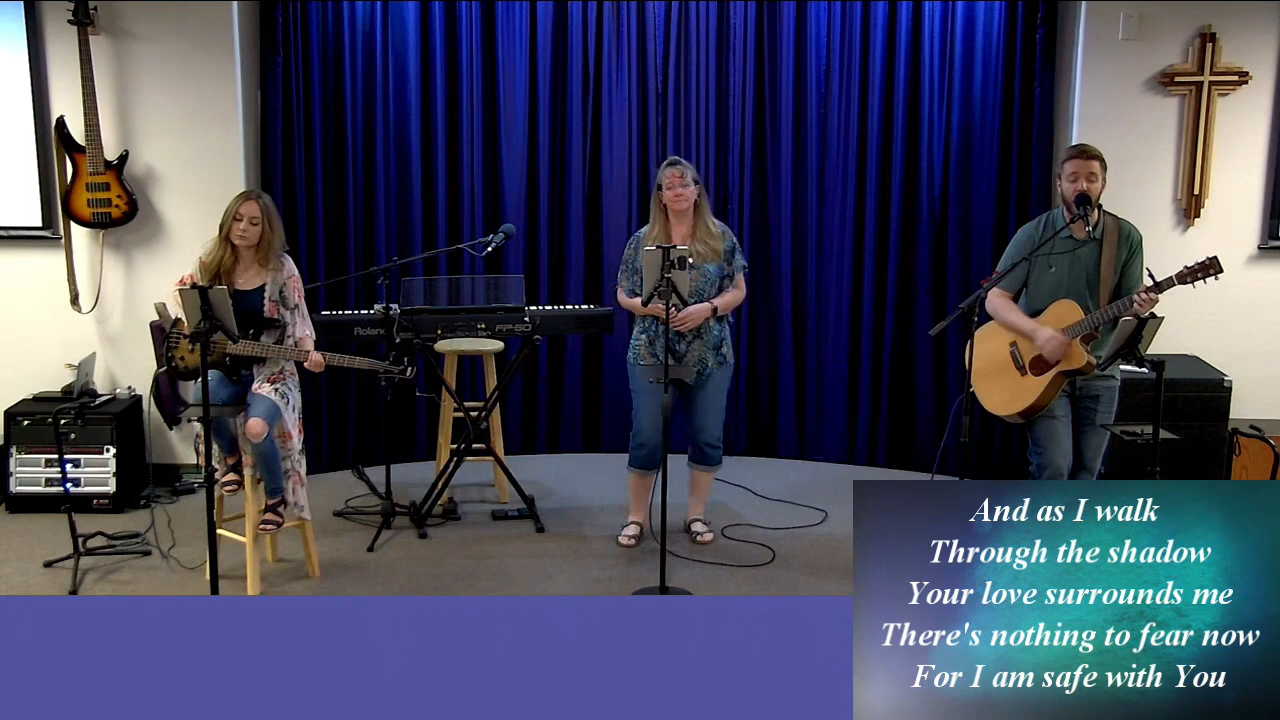 Roland
FP-50
And as I walk
Through the shadow
Your love surrounds me
There's nothing to fear now
For I am safe with You